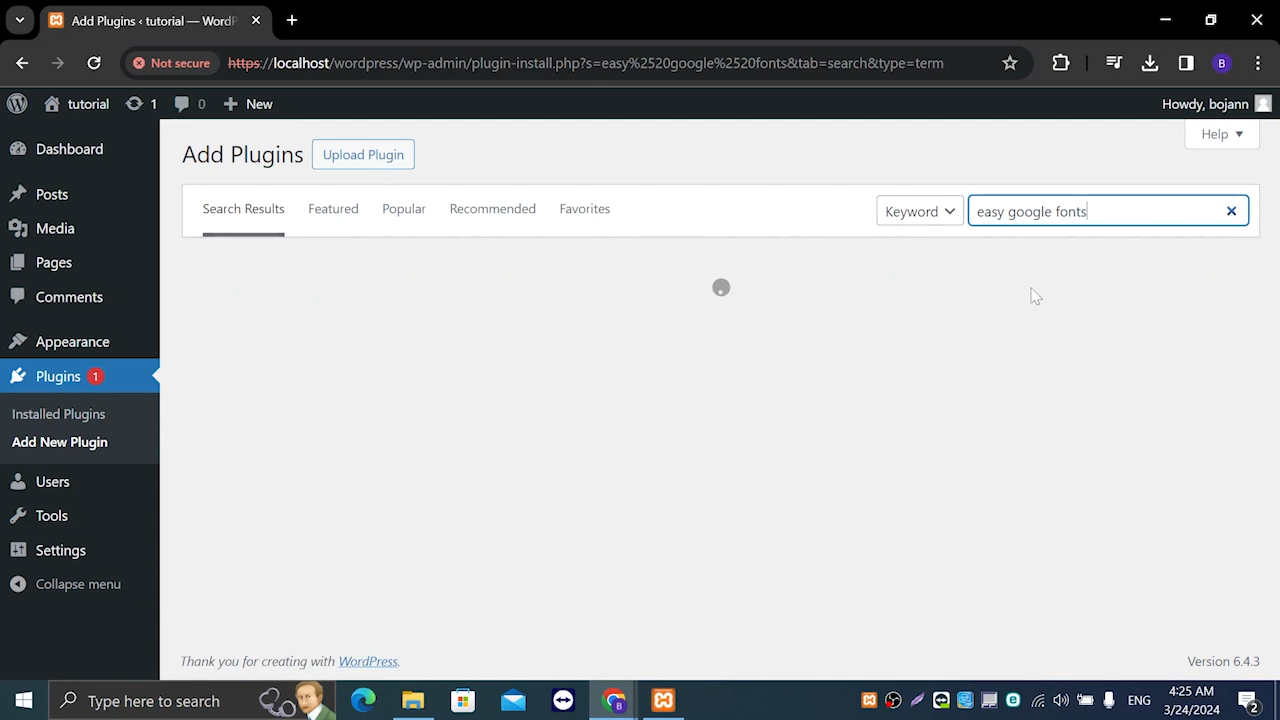 Add Plugins ‹ tutorial — WordP
Not secure
https://localhost/wordpress/wp-admin/plugin-install.php?s=easy%2520google%2520fonts&tab=search&type=term
B
tutorial
1
0
New
Howdy, bojann
Help
Add Plugins
Upload Plugin
Search Results
Featured
Popular
Recommended
Favorites
Keyword
easy google fonts
Dashboard
Posts
Media
Pages
Comments
Appearance
Plugins 1
Installed Plugins
Add New Plugin
Users
Tools
Settings
Collapse menu
Thank you for creating with WordPress.
Version 6.4.3
Type here to search
B
ENG
4:25 AM
3/24/2024
2